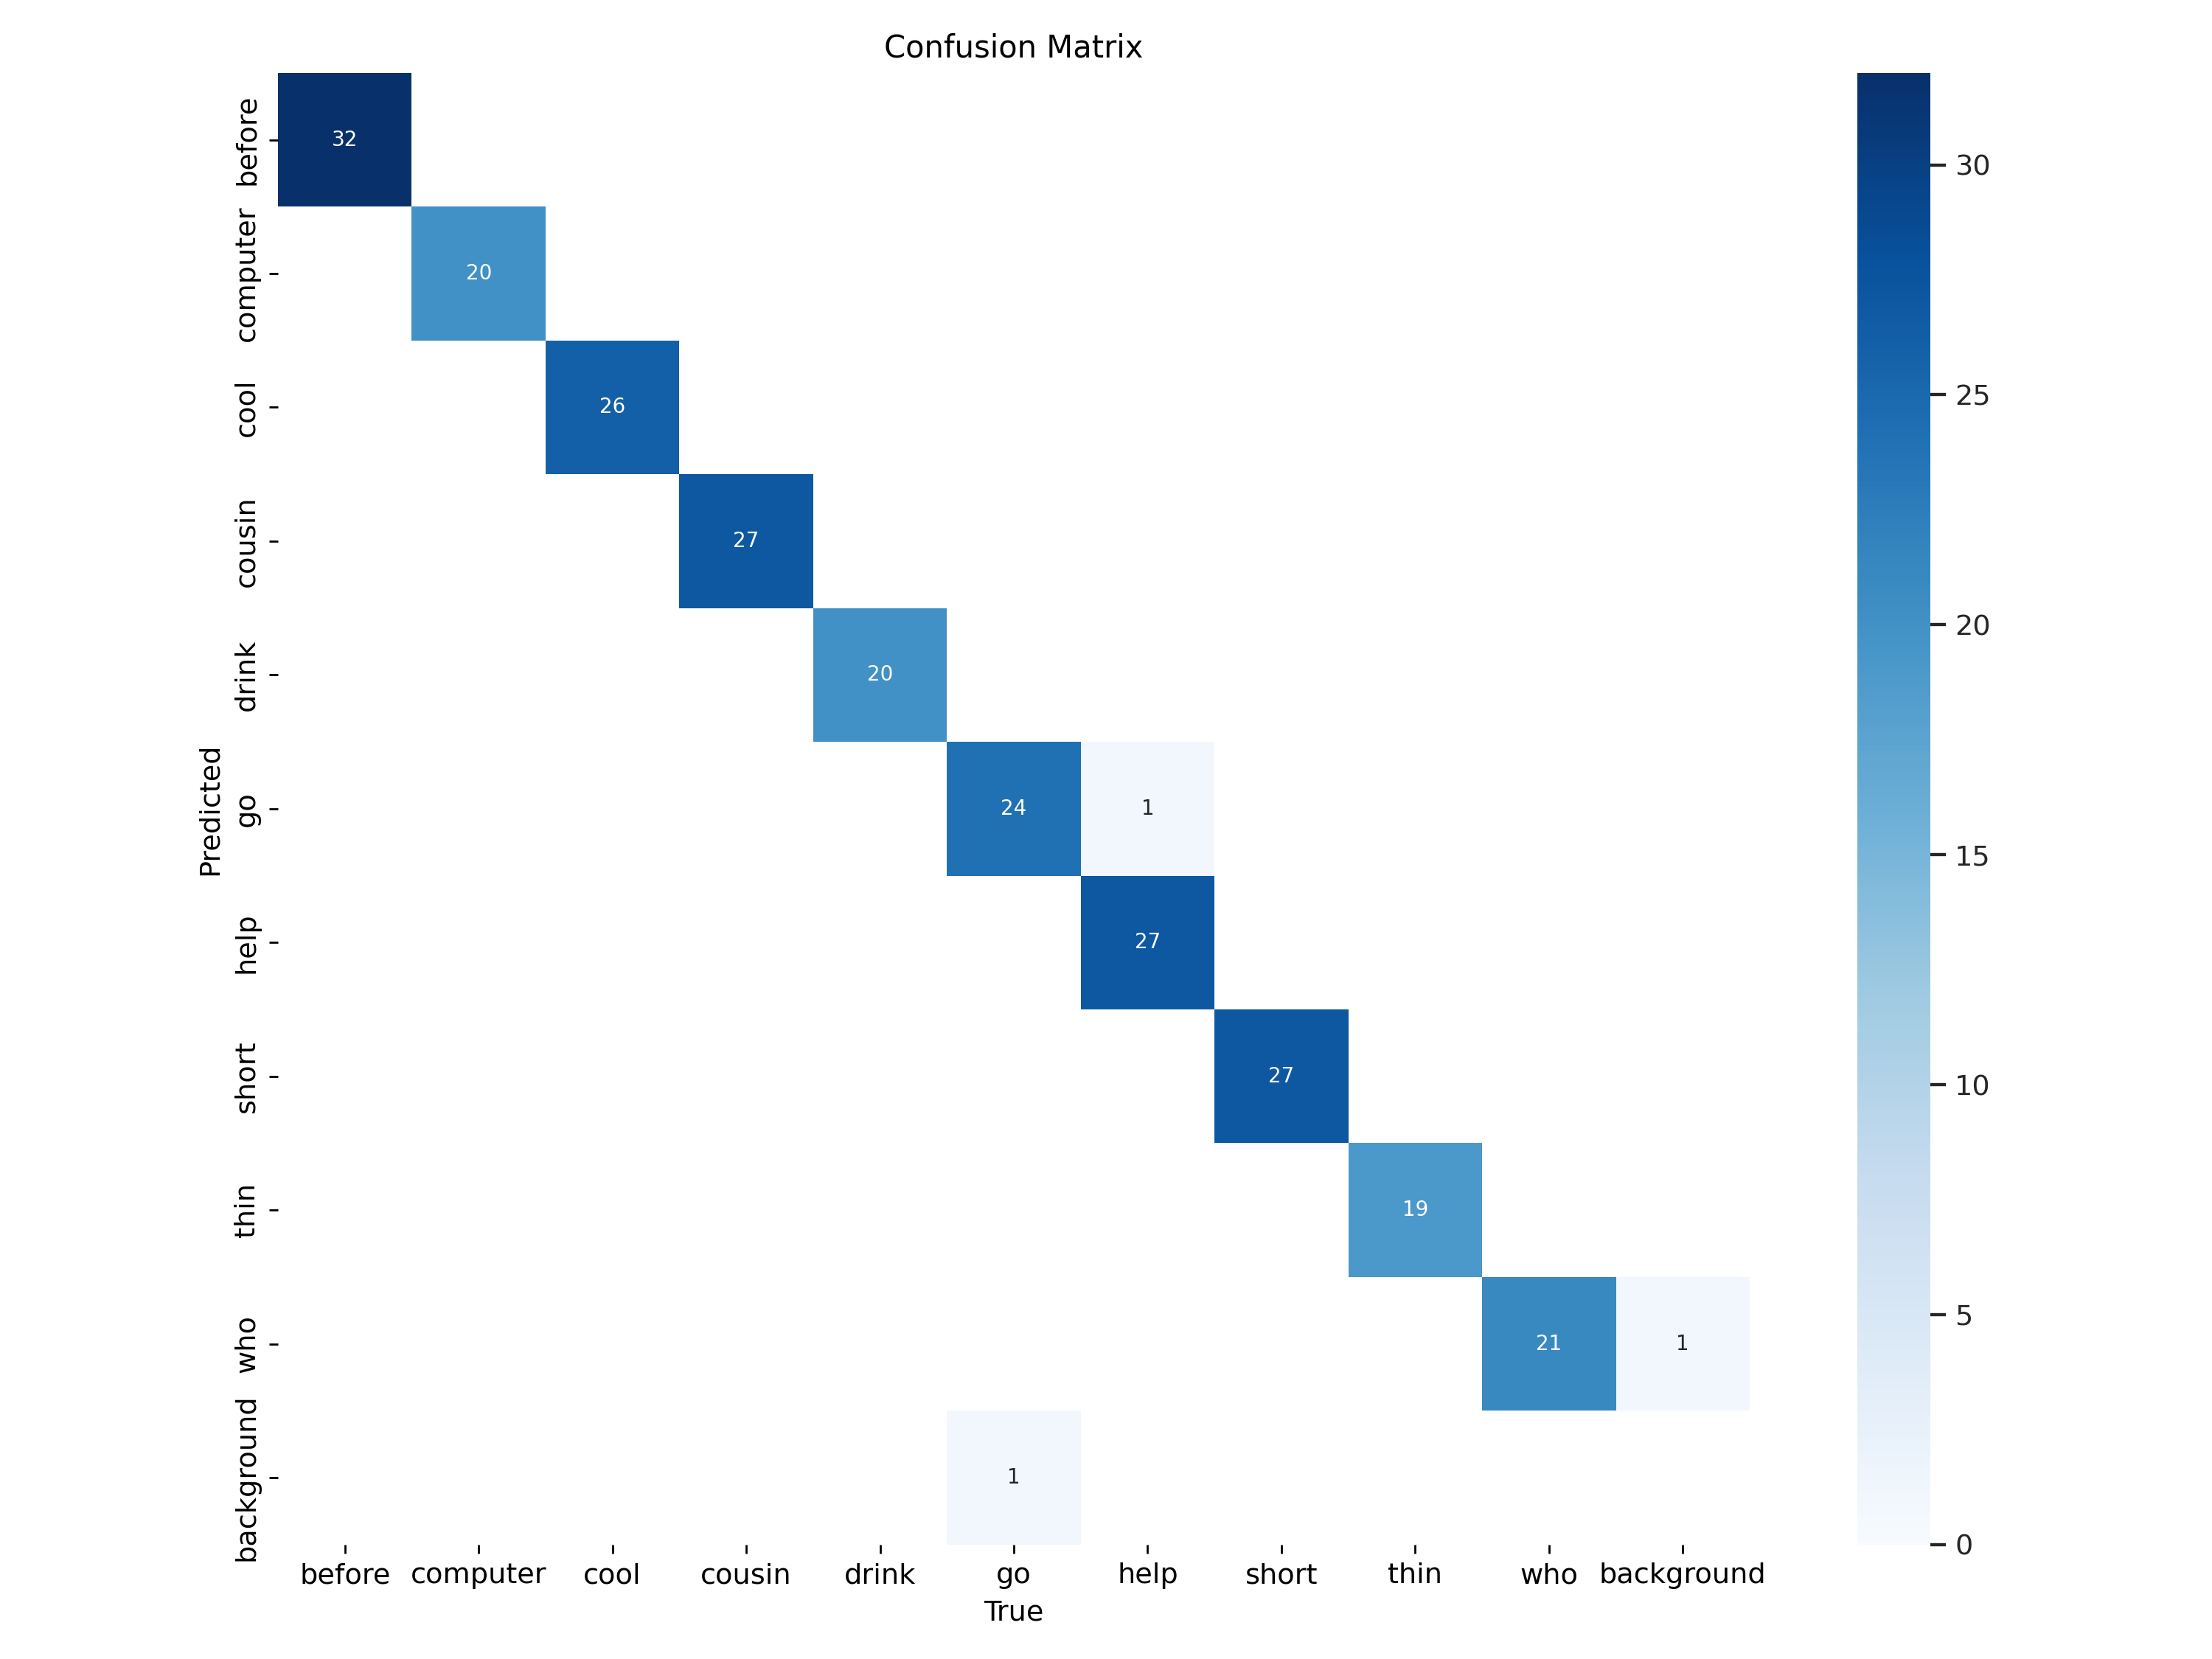 Confusion Matrix
before
computer
cool
cousin
drink
go
help
short
thin
who
background
Predicted
32
20
26
27
20
24 1
27
27
19
21 1
1
before computer cool cousin drink go help short thin who background
True
30
25
20
15
10
5
0